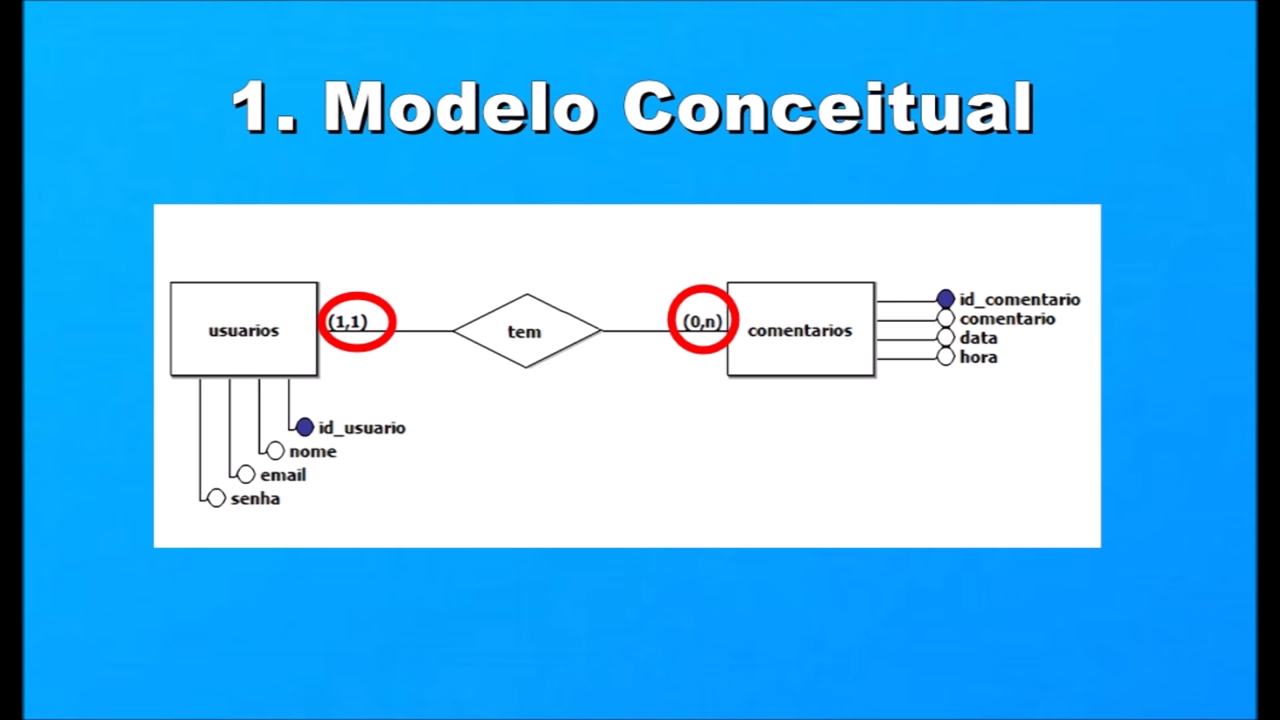 1. Modelo Conceitual
usuarios
(1,1)
tem
(0,n)
comentarios
id_comentario
comentario
data
hora
id_usuario
nome
email
senha